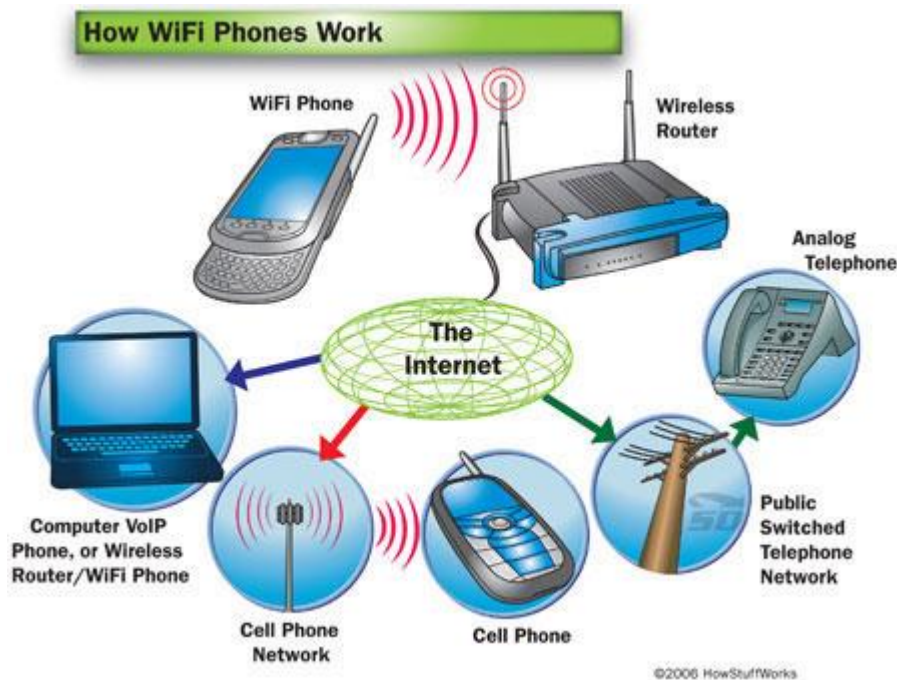 How WiFi Phones Work
WiFi Phone
Wireless
Router
Analog
Telephone
The
Internet
Computer VoIP
Phone, or Wireless
Router/WiFi Phone
Cell Phone
Network
Cell Phone
Public
Switched
Telephone
Network
©2006 HowStuffWorks